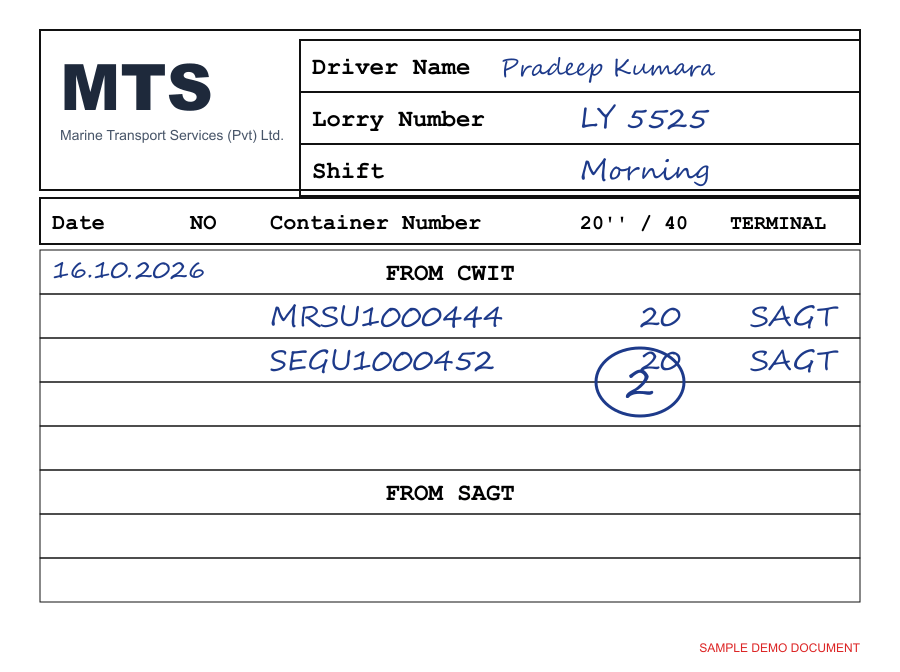 MTS
Marine Transport Services (Pvt) Ltd.
Driver Name Pradeep Kumara
Lorry Number LY 5525
Shift Morning
Date NO Container Number 20'' / 40 TERMINAL
16.10.2026 FROM CWIT
MRSU1000444 20 SAGT
SEGU1000452 20 SAGT
2
FROM SAGT
SAMPLE DEMO DOCUMENT